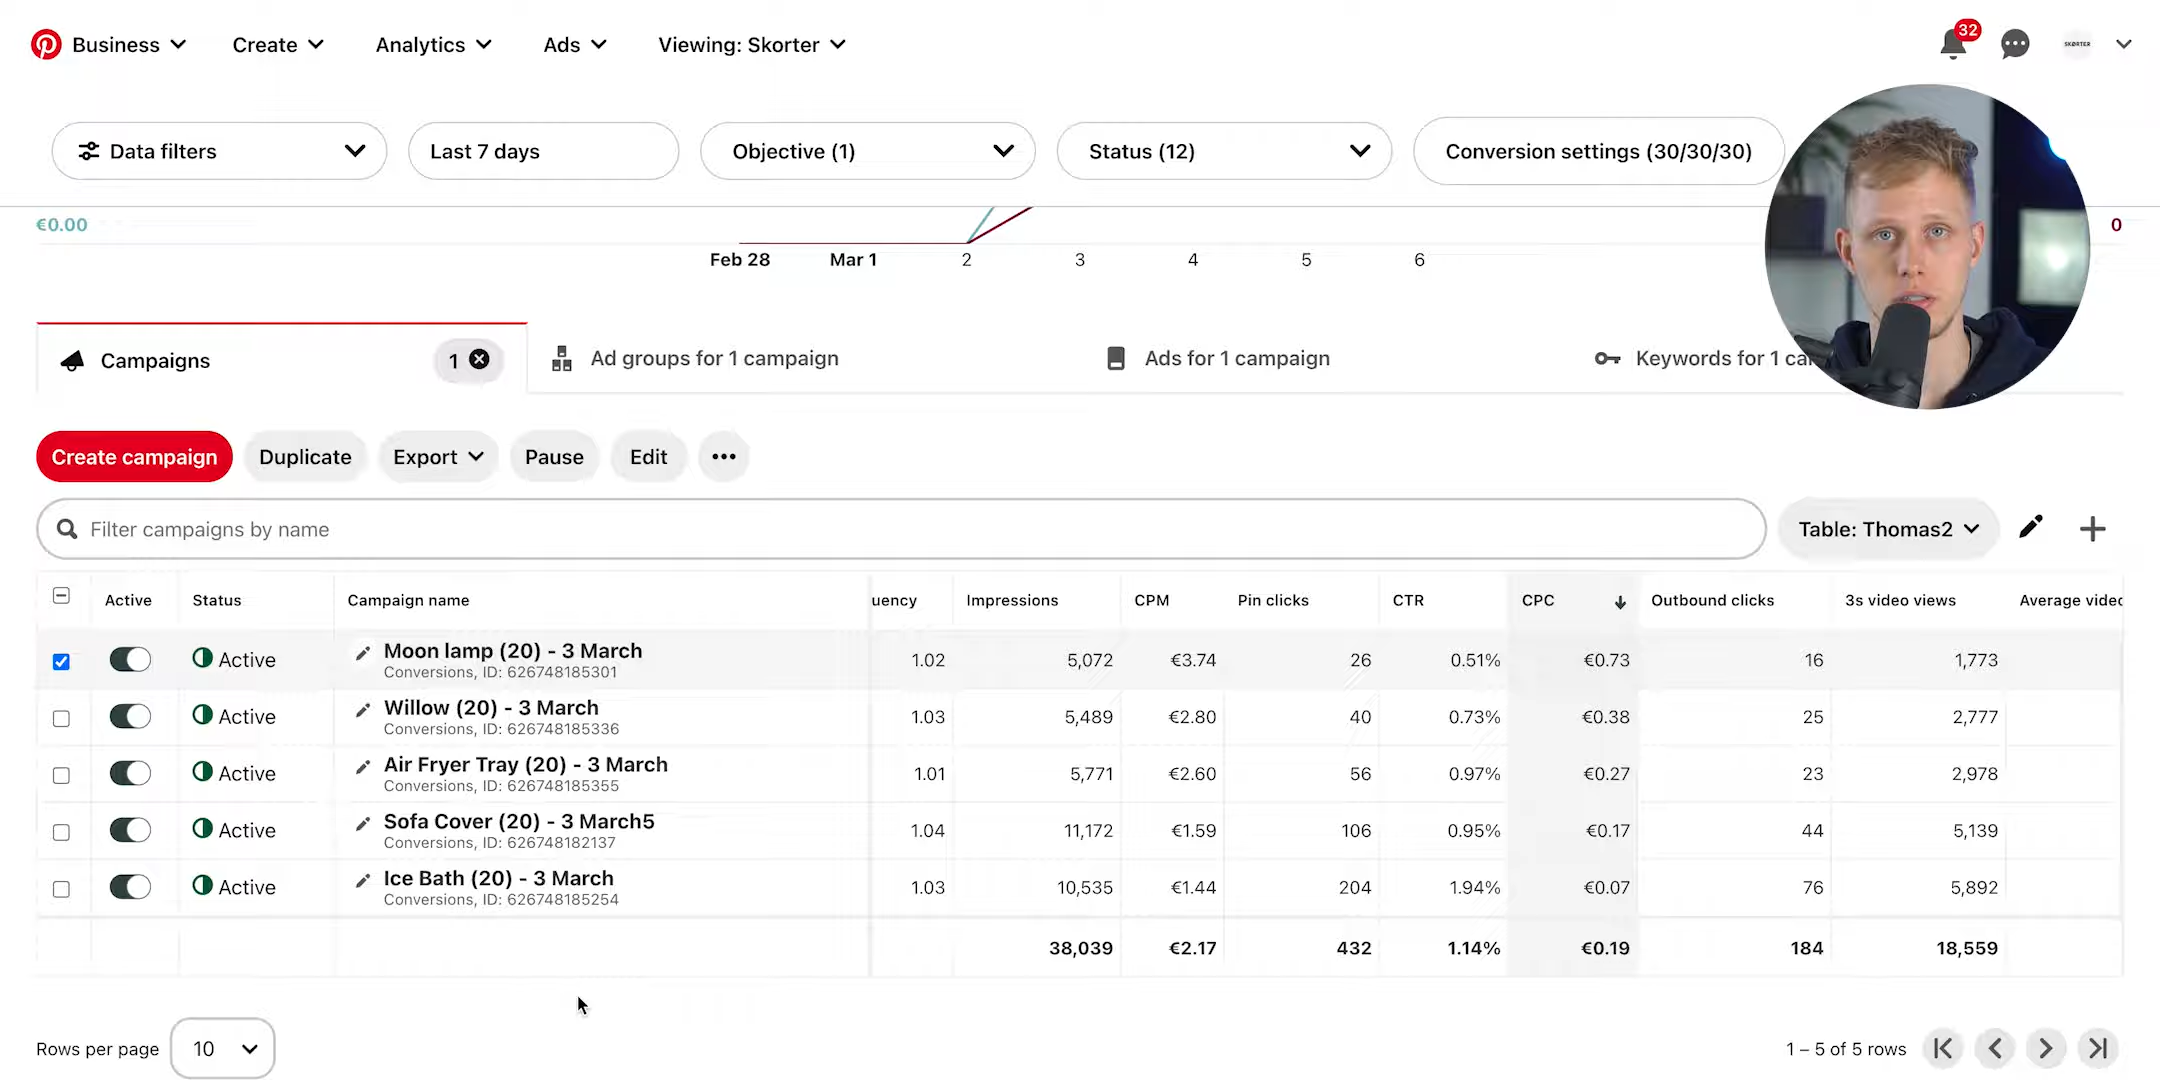 Business Create Analytics Ads Viewing: Skorter 32 SKØRTER
Data filters Last 7 days Objective (1) Status (12) Conversion settings (30/30/30)
€0.00 0
Feb 28 Mar 1 2 3 4 5 6
Campaigns 1 Ad groups for 1 campaign Ads for 1 campaign Keywords for 1
Create campaign Duplicate Export Pause Edit
Filter campaigns by name Table: Thomas2
Active Status Campaign name uency Impressions CPM Pin clicks CTR CPC Outbound clicks 3s video views Average
Active Moon lamp (20) - 3 March 1.02 5,072 €3.74 26 0.51% €0.73 16 1,773
Conversions, ID: 626748185301
Active Willow (20) - 3 March 1.03 5,489 €2.80 40 0.73% €0.38 25 2,777
Conversions, ID: 626748185336
Active Air Fryer Tray (20) - 3 March 1.01 5,771 €2.60 56 0.97% €0.27 23 2,978
Conversions, ID: 626748185355
Active Sofa Cover (20) - 3 March5 1.04 11,172 €1.59 106 0.95% €0.17 44 5,139
Conversions, ID: 626748182137
Active Ice Bath (20) - 3 March 1.03 10,535 €1.44 204 1.94% €0.07 76 5,892
Conversions, ID: 626748185254
38,039 €2.17 432 1.14% €0.19 184 18,559
Rows per page 10 1 – 5 of 5 rows